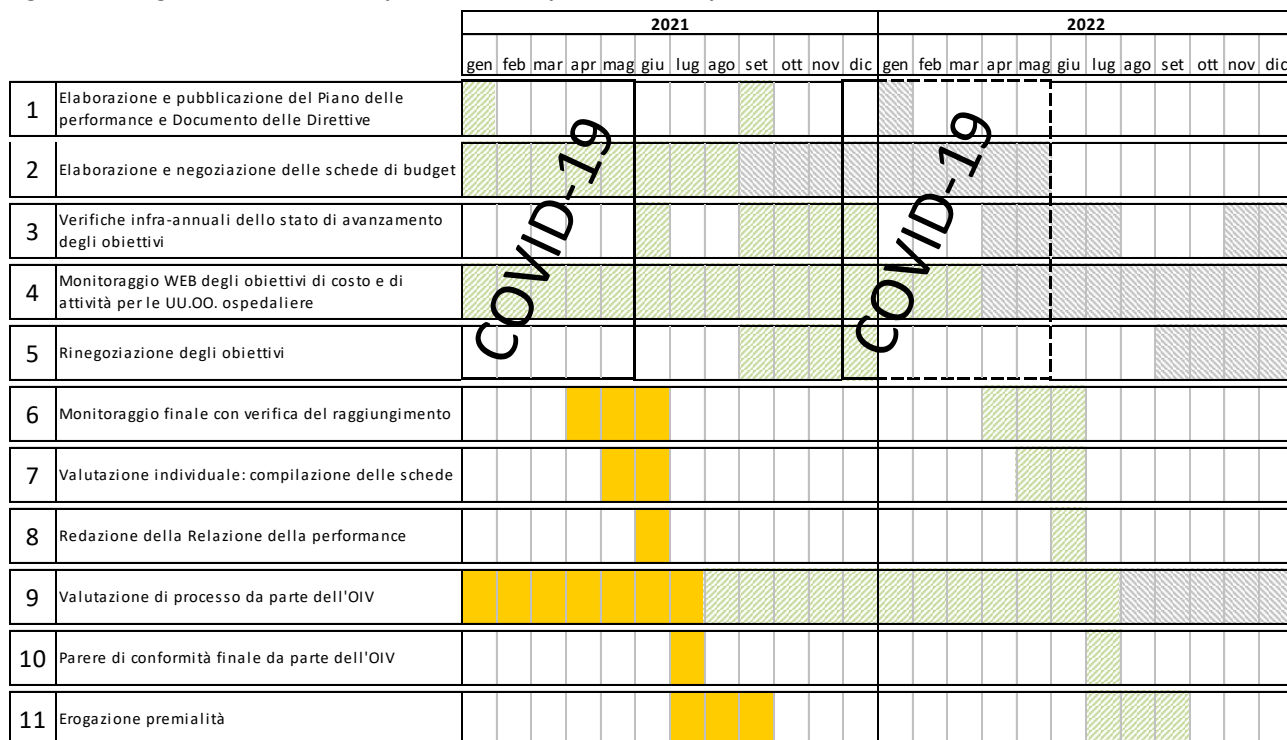 2021 2022
gen feb mar apr mag giu lug ago set ott nov dic gen feb mar apr mag giu lug ago set ott nov dic
1 Elaborazione e pubblicazione del Piano delle
performance e Documento delle Direttive
2 Elaborazione e negoziazione delle schede di budget
3 Verifiche infra-annuali dello stato di avanzamento
degli obiettivi
4 Monitoraggio WEB degli obiettivi di costo e di
attività per le UU.OO. ospedaliere
5 Rinegoziazione degli obiettivi
COVID-19
COVID-19
6 Monitoraggio finale con verifica del raggiungimento
7 Valutazione individuale: compilazione delle schede
8 Redazione della Relazione della performance
9 Valutazione di processo da parte dell'OIV
10 Parere di conformità finale da parte dell'OIV
11 Erogazione premialità